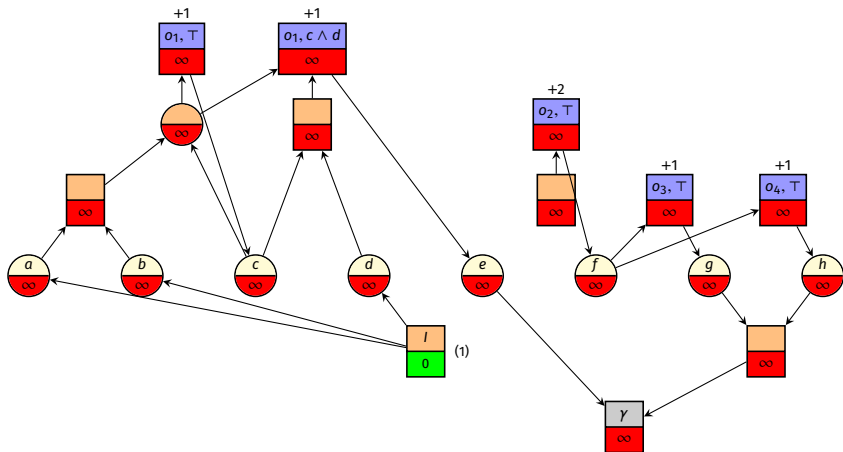 +1 +1
o₁, ⊤ o₁, c ∧ d
∞ ∞
+2
o₂, ⊤
∞ ∞ ∞
+1 +1
o₃, ⊤ o₄, ⊤
∞ ∞ ∞ ∞
a b c d e f g h
∞ ∞ ∞ ∞ ∞ ∞ ∞ ∞
I
(1)
0 ∞
γ
∞